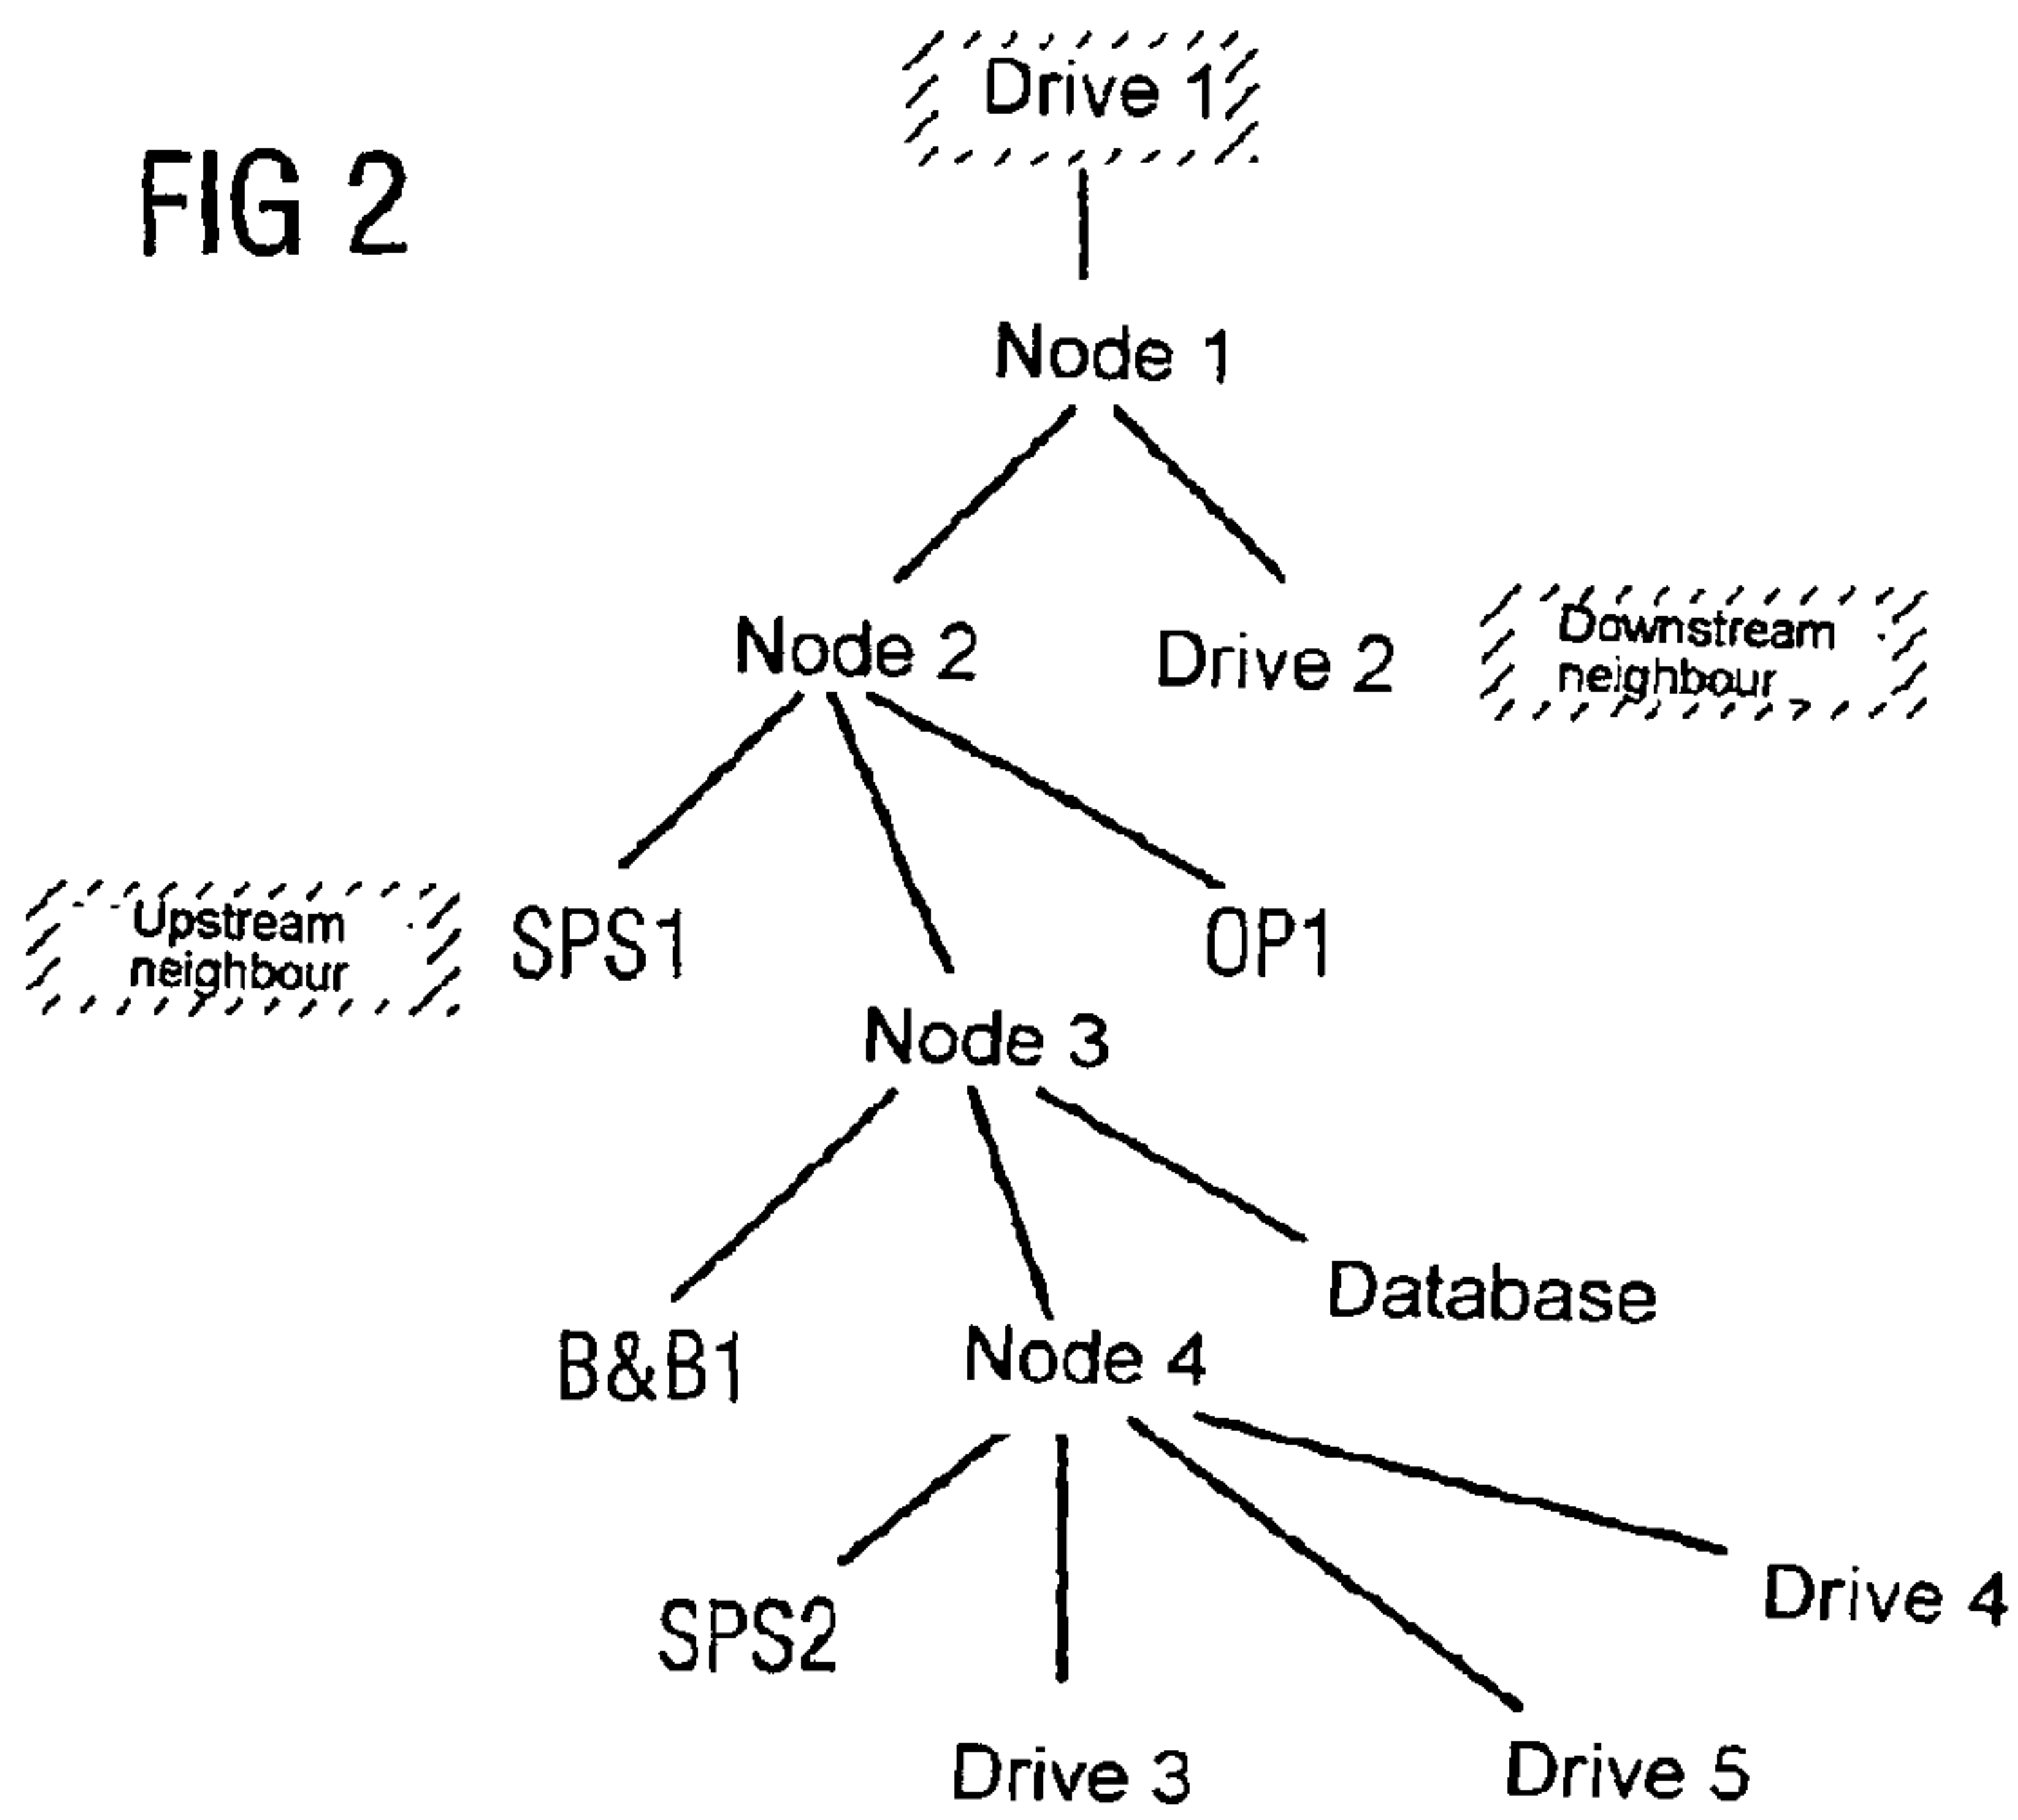 Drive 1
FIG 2
Node 1
Node 2
Drive 2
Downstream
neighbour
Upstream
neighbour
SPS1
OP1
Node 3
Database
B&B1
Node 4
Drive 4
SPS2
Drive 3
Drive 5